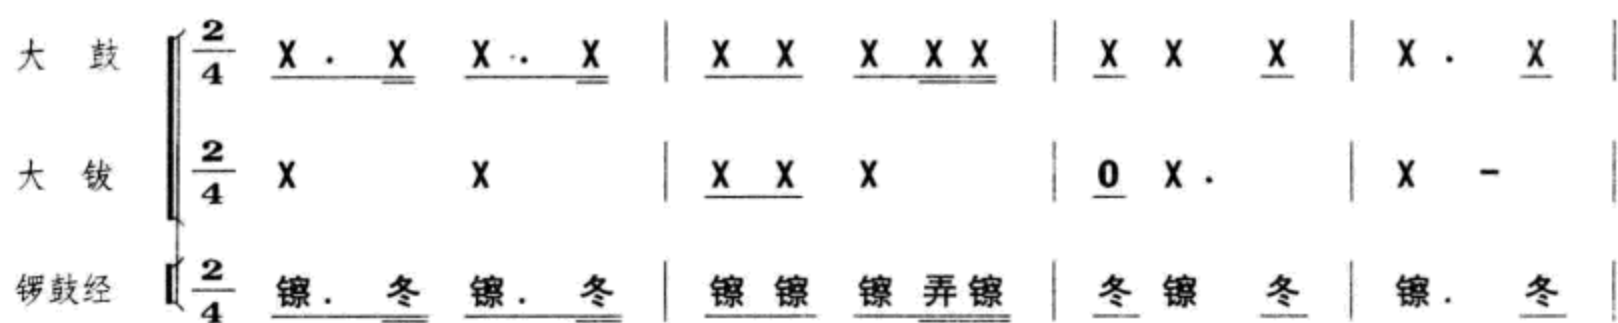 大 鼓 2/4 X . X X . X | X X X X X | X X X | X . X |
大 钹 2/4 X X | X X X | 0 X . | X - |
锣鼓经 2/4 镲 . 冬 镲 . 冬 | 镲 镲 镲 弄 镲 | 冬 镲 冬 | 镲 . 冬 |